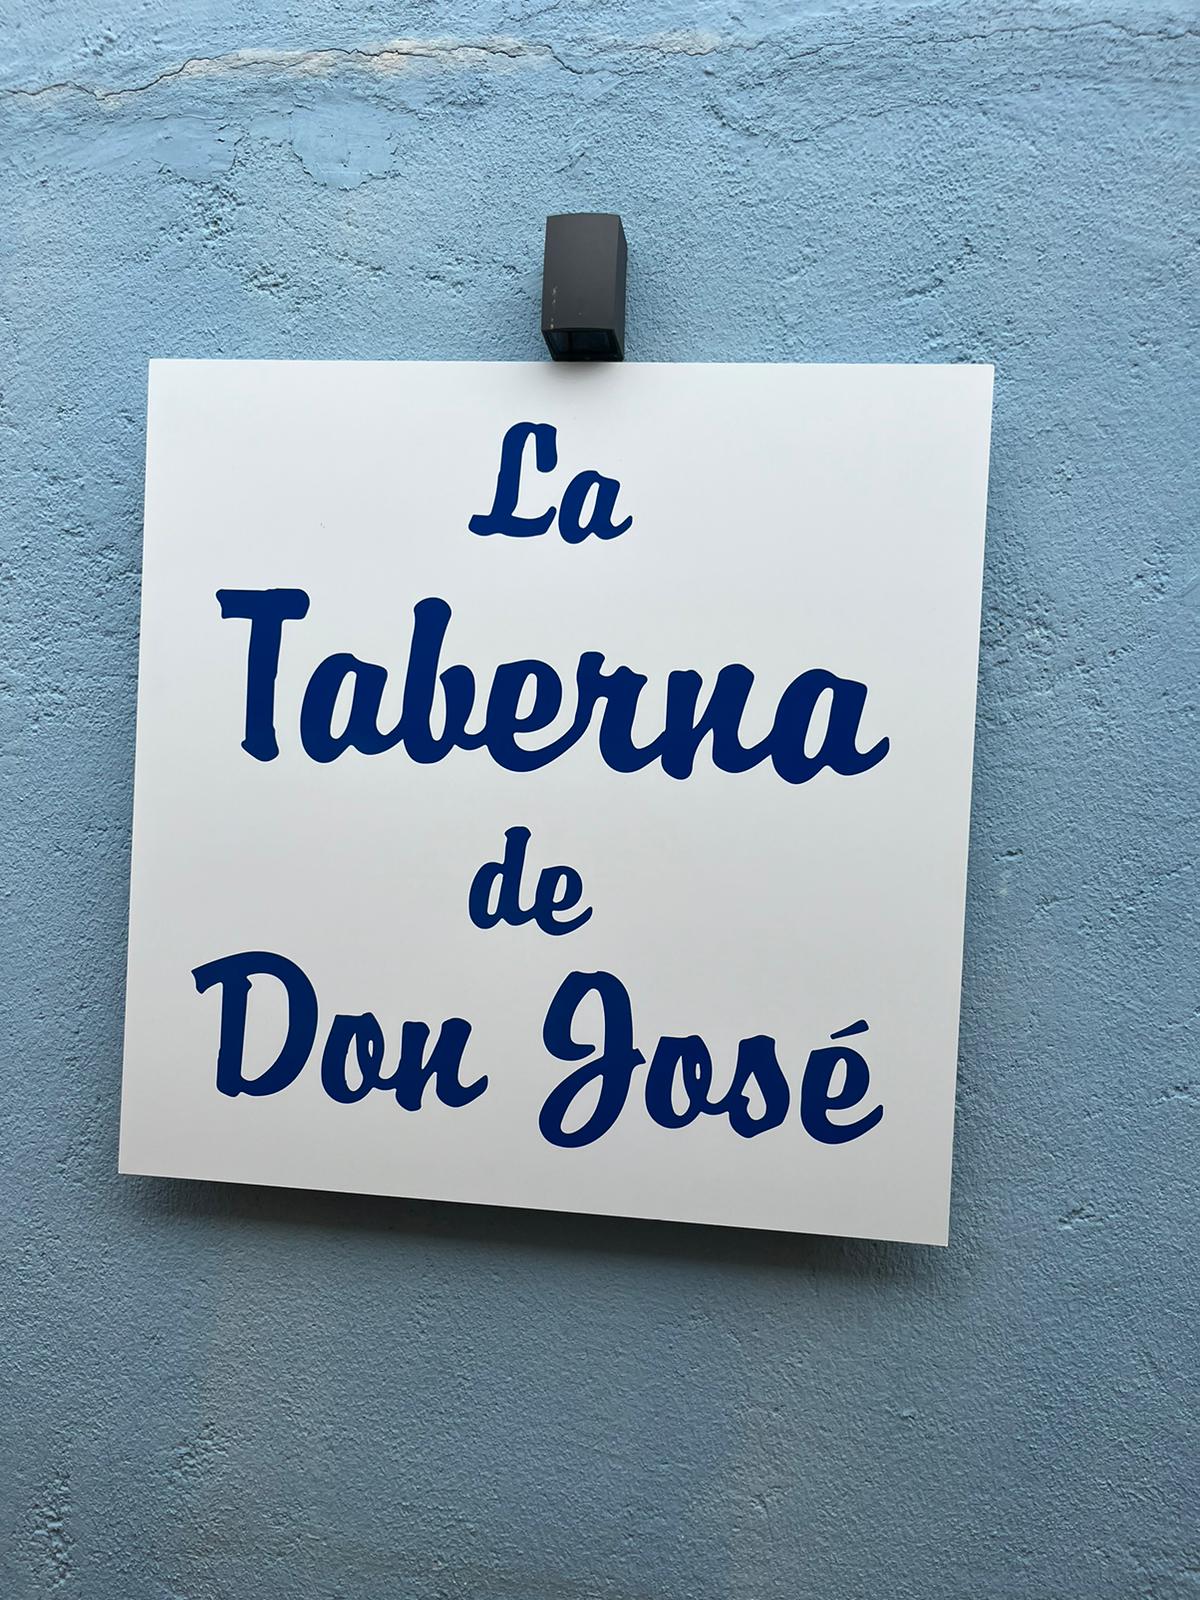 La
Taberna
de
Don José